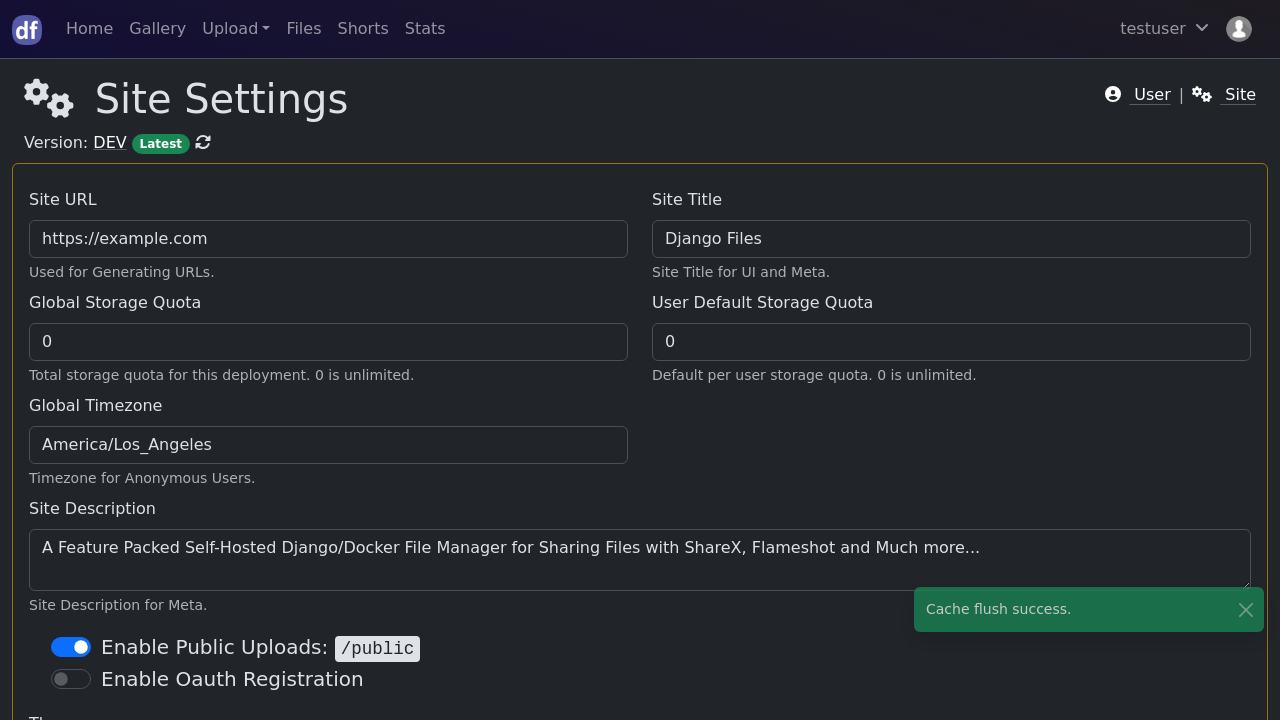 df Home Gallery Upload Files Shorts Stats testuser
Site Settings
User | Site
Version: DEV Latest
Site URL
https://example.com
Used for Generating URLs.
Site Title
Django Files
Site Title for UI and Meta.
Global Storage Quota
0
Total storage quota for this deployment. 0 is unlimited.
User Default Storage Quota
0
Default per user storage quota. 0 is unlimited.
Global Timezone
America/Los_Angeles
Timezone for Anonymous Users.
Site Description
A Feature Packed Self-Hosted Django/Docker File Manager for Sharing Files with ShareX, Flameshot and Much more...
Site Description for Meta.
Cache flush success.
Enable Public Uploads: /public
Enable Oauth Registration